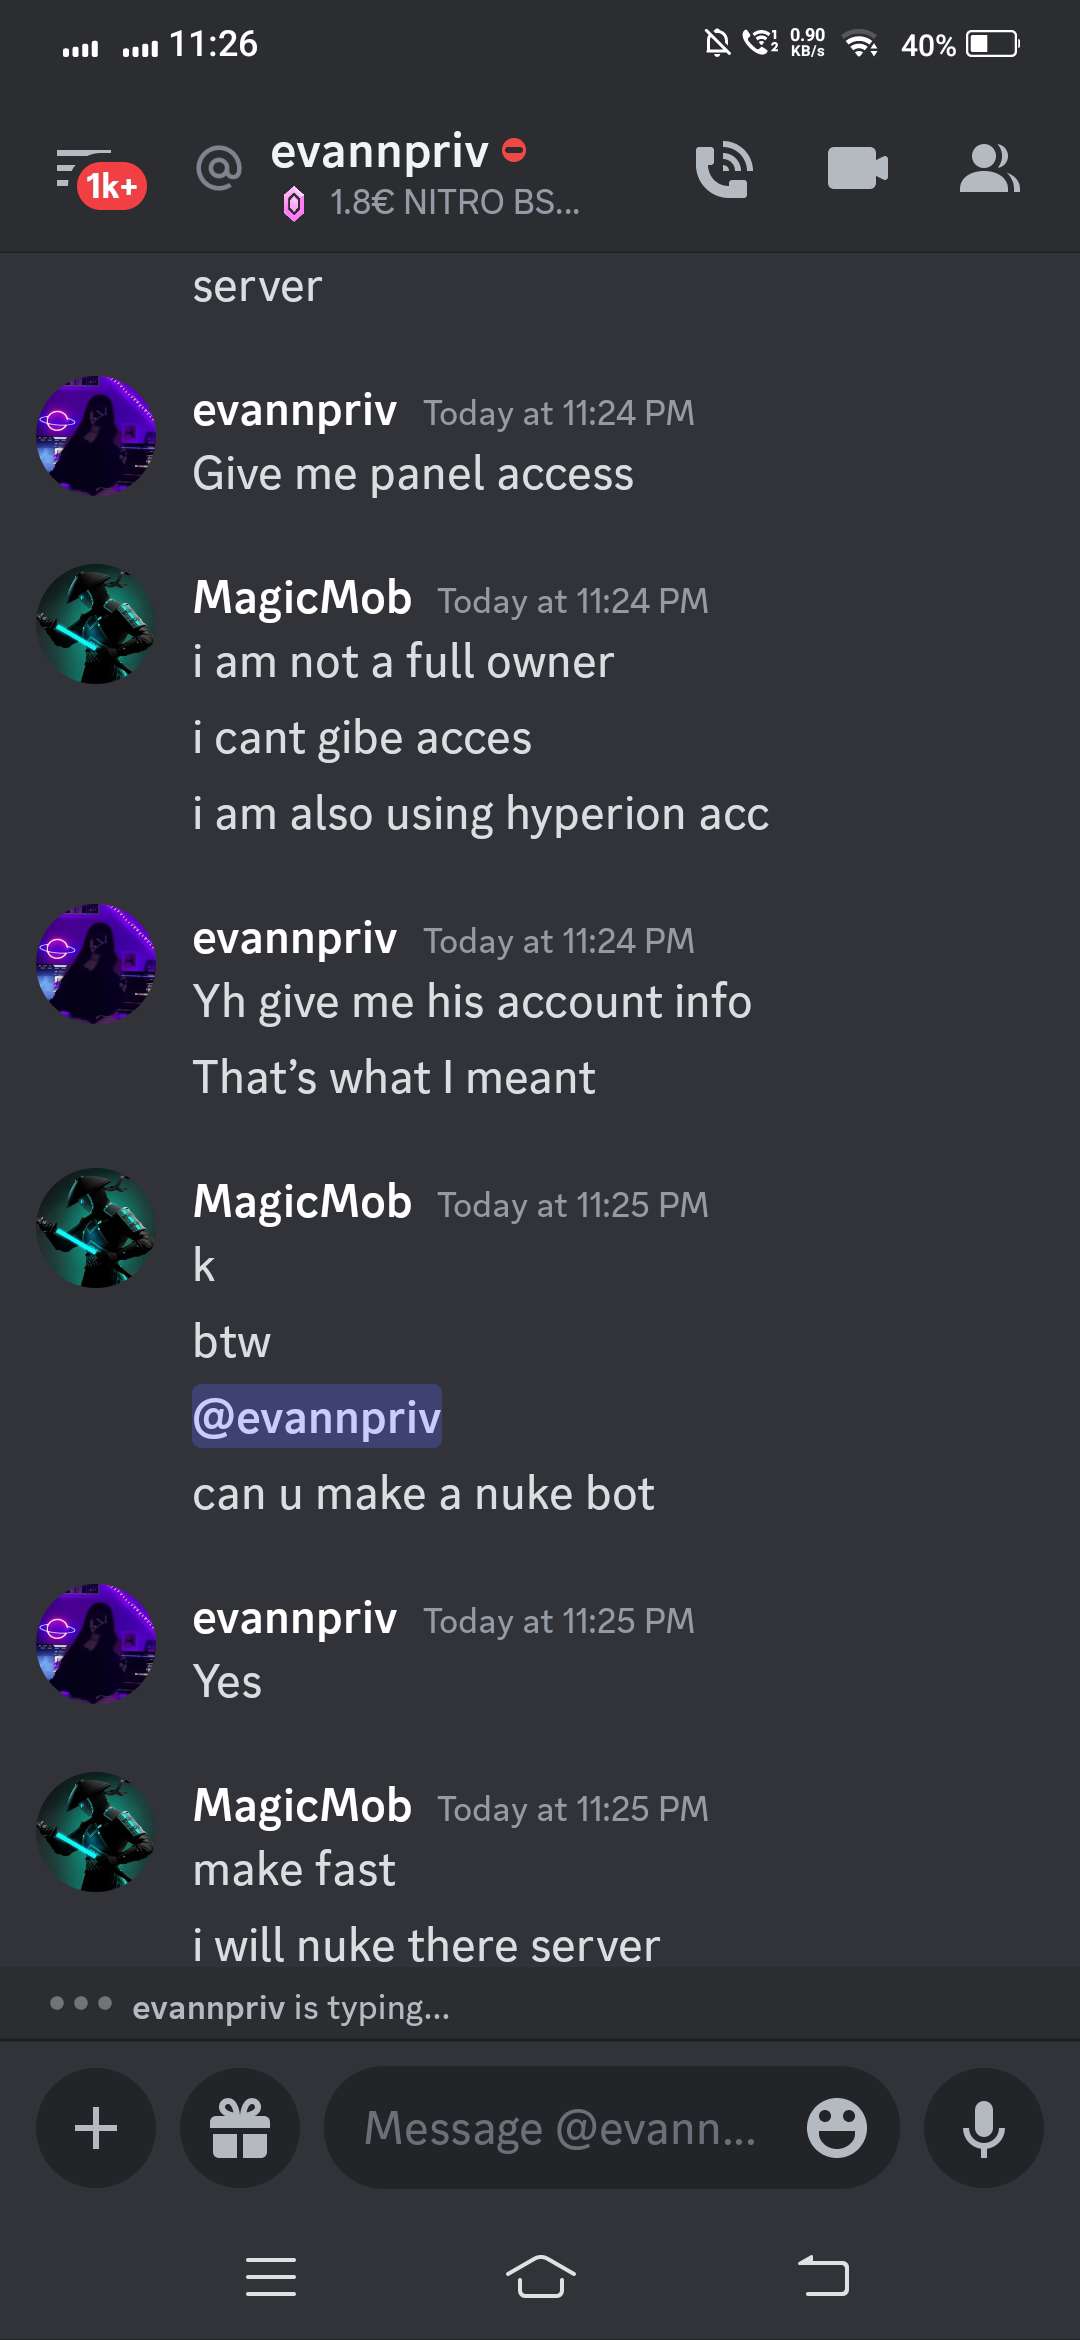 11:26
1 2 0.90 KB/s 40%
1k+
@ evannpriv
1.8€ NITRO BS...
server
evannpriv Today at 11:24 PM
Give me panel access
MagicMob Today at 11:24 PM
i am not a full owner
i cant gibe acces
i am also using hyperion acc
evannpriv Today at 11:24 PM
Yh give me his account info
That's what I meant
MagicMob Today at 11:25 PM
k
btw
@evannpriv
can u make a nuke bot
evannpriv Today at 11:25 PM
Yes
MagicMob Today at 11:25 PM
make fast
i will nuke there server
evannpriv is typing...
Message @evann...